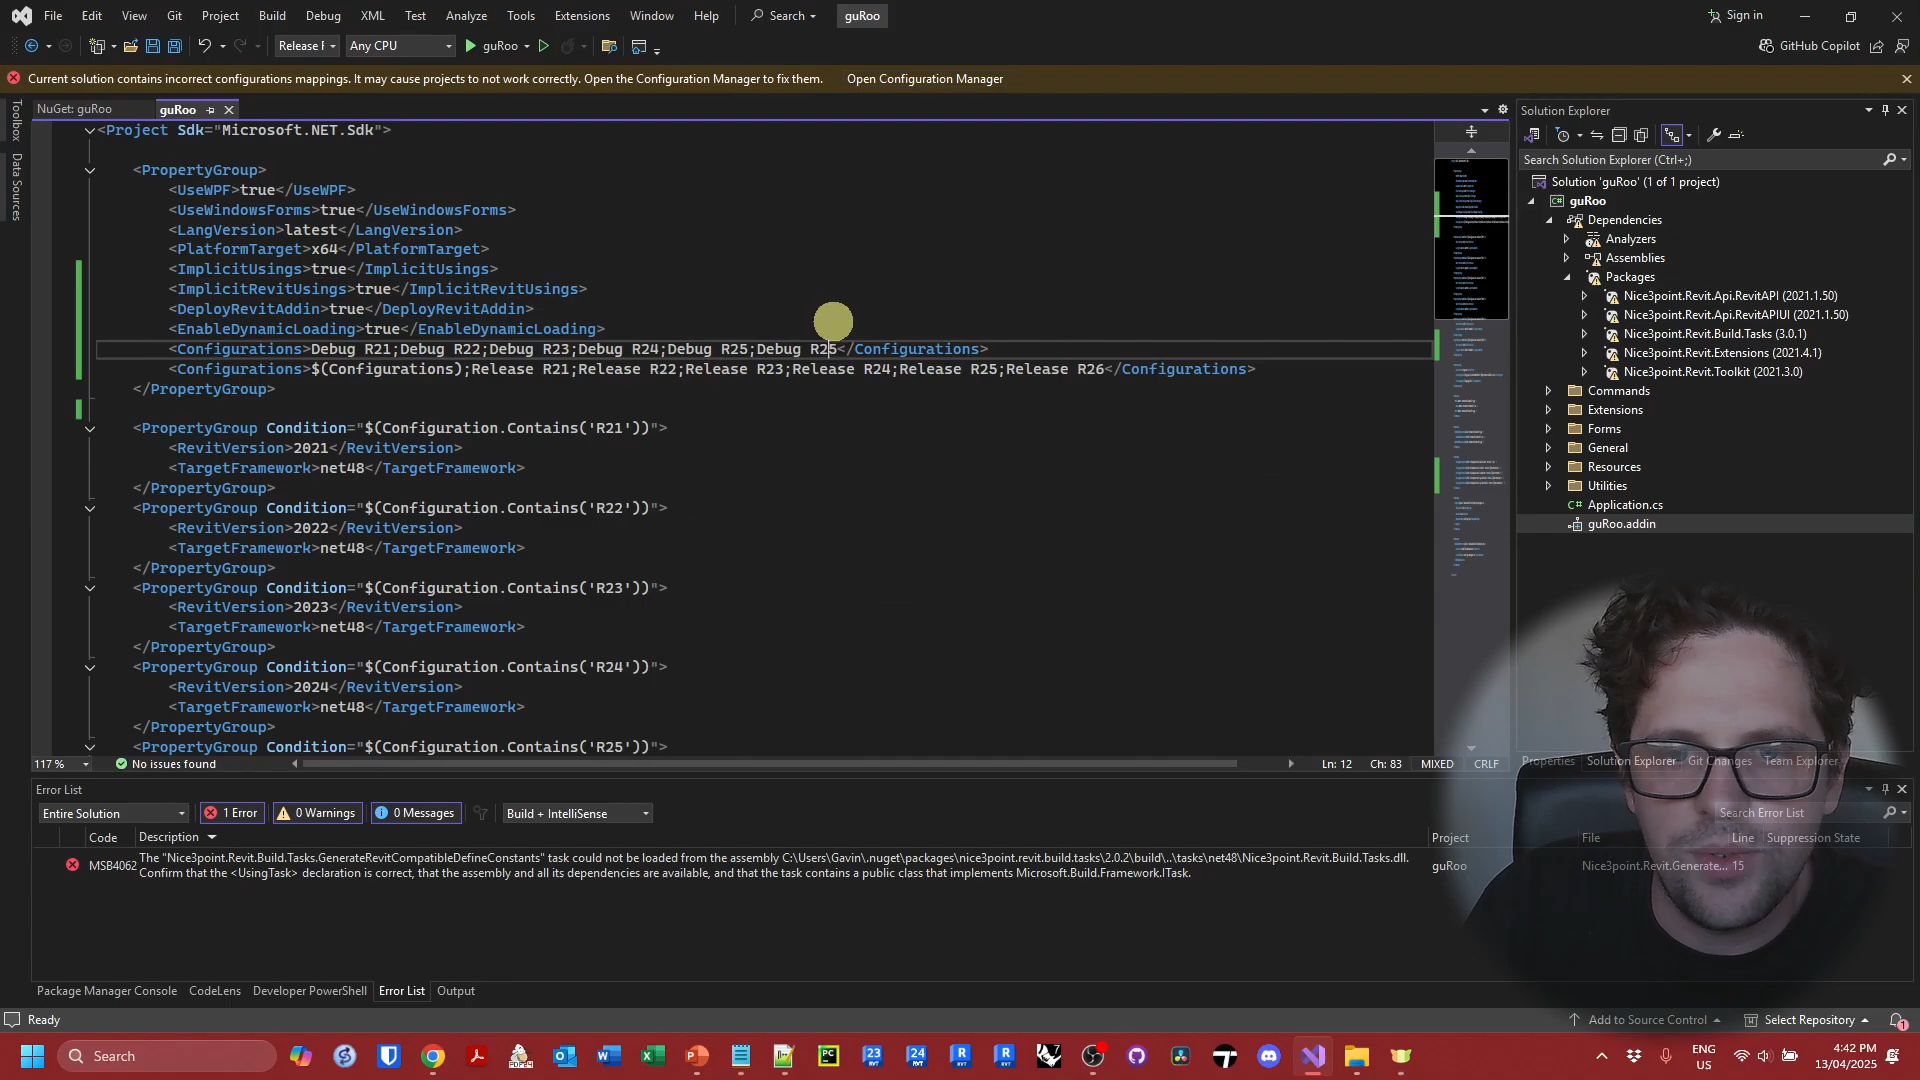 File Edit View Git Project Build Debug XML Test Analyze Tools Extensions Window Help Search guRoo Sign in
Release F Any CPU guRoo GitHub Copilot
Current solution contains incorrect configurations mappings. It may cause projects to not work correctly. Open the Configuration Manager to fix them. Open Configuration Manager
Toolbox
Data Sources
NuGet: guRoo guRoo
<Project Sdk="Microsoft.NET.Sdk">
<PropertyGroup>
<UseWPF>true</UseWPF>
<UseWindowsForms>true</UseWindowsForms>
<LangVersion>latest</LangVersion>
<PlatformTarget>x64</PlatformTarget>
<ImplicitUsings>true</ImplicitUsings>
<ImplicitRevitUsings>true</ImplicitRevitUsings>
<DeployRevitAddin>true</DeployRevitAddin>
<EnableDynamicLoading>true</EnableDynamicLoading>
<Configurations>Debug R21;Debug R22;Debug R23;Debug R24;Debug R25;Debug R25</Configurations>
<Configurations>$(Configurations);Release R21;Release R22;Release R23;Release R24;Release R25;Release R26</Configurations>
</PropertyGroup>
<PropertyGroup Condition="$(Configuration.Contains('R21'))">
<RevitVersion>2021</RevitVersion>
<TargetFramework>net48</TargetFramework>
</PropertyGroup>
<PropertyGroup Condition="$(Configuration.Contains('R22'))">
<RevitVersion>2022</RevitVersion>
<TargetFramework>net48</TargetFramework>
</PropertyGroup>
<PropertyGroup Condition="$(Configuration.Contains('R23'))">
<RevitVersion>2023</RevitVersion>
<TargetFramework>net48</TargetFramework>
</PropertyGroup>
<PropertyGroup Condition="$(Configuration.Contains('R24'))">
<RevitVersion>2024</RevitVersion>
<TargetFramework>net48</TargetFramework>
</PropertyGroup>
<PropertyGroup Condition="$(Configuration.Contains('R25'))">
117 % No issues found Ln: 12 Ch: 83 MIXED CRLF
Solution Explorer
Search Solution Explorer (Ctrl+;)
Solution 'guRoo' (1 of 1 project)
guRoo
Dependencies
Analyzers
Assemblies
Packages
Nice3point.Revit.Api.RevitAPI (2021.1.50)
Nice3point.Revit.Api.RevitAPIUI (2021.1.50)
Nice3point.Revit.Build.Tasks (3.0.1)
Nice3point.Revit.Extensions (2021.4.1)
Nice3point.Revit.Toolkit (2021.3.0)
Commands
Extensions
Forms
General
Resources
Utilities
Application.cs
guRoo.addin
Properties Solution Explorer Git Changes Team Explorer
Error List
Entire Solution 1 Error 0 Warnings 0 Messages Build + IntelliSense Search Error List
Code Description Project File Line Suppression State
MSB4062 The "Nice3point.Revit.Build.Tasks.GenerateRevitCompatibleDefineConstants" task could not be loaded from the assembly C:\Users\Gavin\.nuget\packages\nice3point.revit.build.tasks\2.0.2\build\..\tasks\net48\Nice3point.Revit.Build.Tasks.dll.
Confirm that the <UsingTask> declaration is correct, that the assembly and all its dependencies are available, and that the task contains a public class that implements Microsoft.Build.Framework.ITask.
guRoo Nice3point.Revit.Generate... 15
Package Manager Console CodeLens Developer PowerShell Error List Output
Ready Add to Source Control Select Repository 1
Search ENG US 4:42 PM 13/04/2025